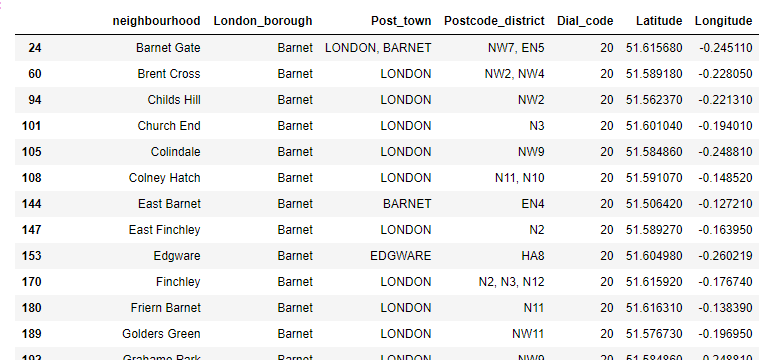 neighbourhood London_borough Post_town Postcode_district Dial_code Latitude Longitude
24 Barnet Gate Barnet LONDON, BARNET NW7, EN5 20 51.615680 -0.245110
60 Brent Cross Barnet LONDON NW2, NW4 20 51.589180 -0.228050
94 Childs Hill Barnet LONDON NW2 20 51.562370 -0.221310
101 Church End Barnet LONDON N3 20 51.601040 -0.194010
105 Colindale Barnet LONDON NW9 20 51.584860 -0.248810
108 Colney Hatch Barnet LONDON N11, N10 20 51.591070 -0.148520
144 East Barnet Barnet BARNET EN4 20 51.506420 -0.127210
147 East Finchley Barnet LONDON N2 20 51.589270 -0.163950
153 Edgware Barnet EDGWARE HA8 20 51.604980 -0.260219
170 Finchley Barnet LONDON N2, N3, N12 20 51.615920 -0.176740
180 Friern Barnet Barnet LONDON N11 20 51.616310 -0.138390
189 Golders Green Barnet LONDON NW11 20 51.576730 -0.196950
193 Grahame Park Barnet LONDON NW9 20 51.584860 -0.248810